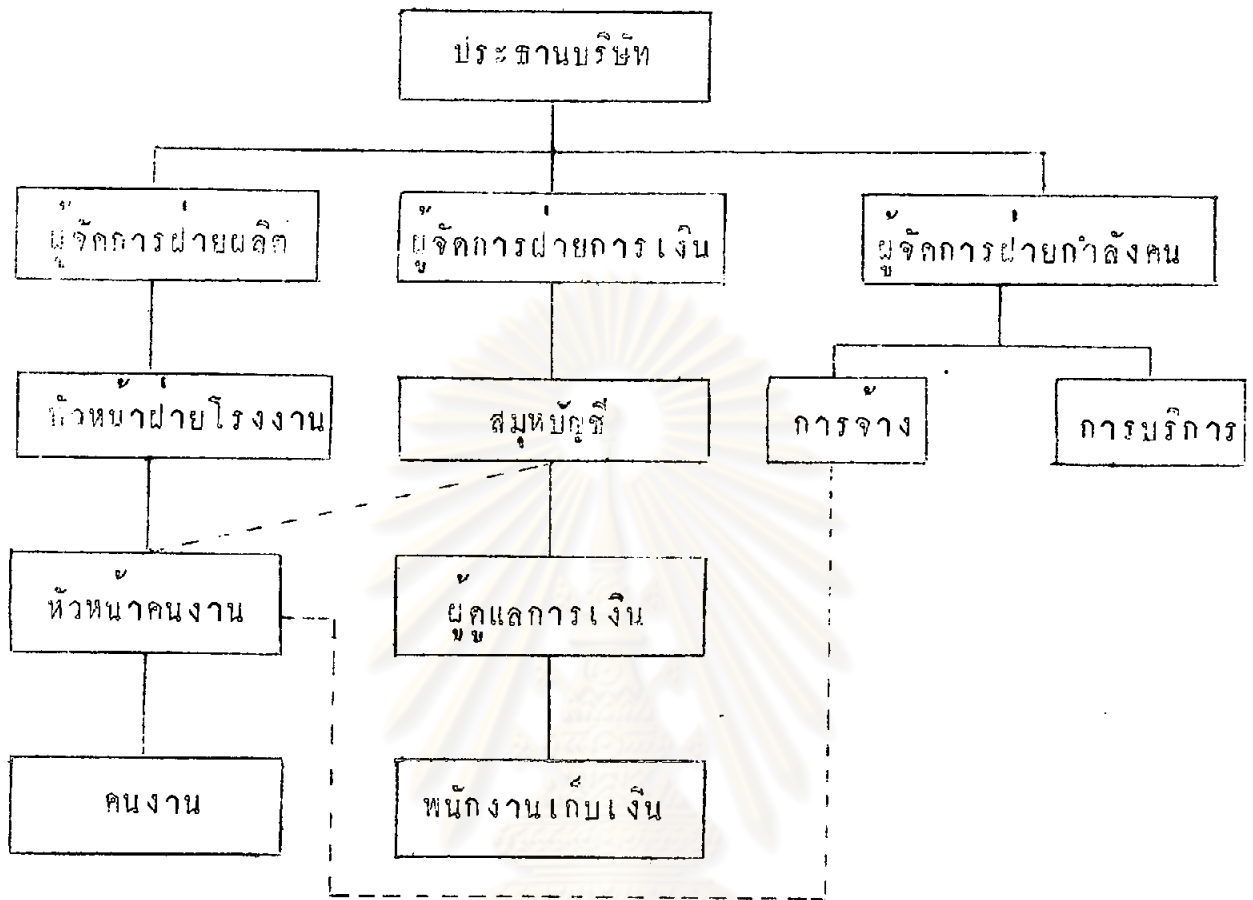 ประธานบริษัท
ผู้จัดการฝ่ายผลิต
ผู้จัดการฝ่ายการเงิน
ผู้จัดการฝ่ายกำลังคน
หัวหน้าฝ่ายโรงงาน
สมุหบัญชี
การจ้าง
การบริการ
หัวหน้าคนงาน
ผู้ดูแลการเงิน
คนงาน
พนักงานเก็บเงิน